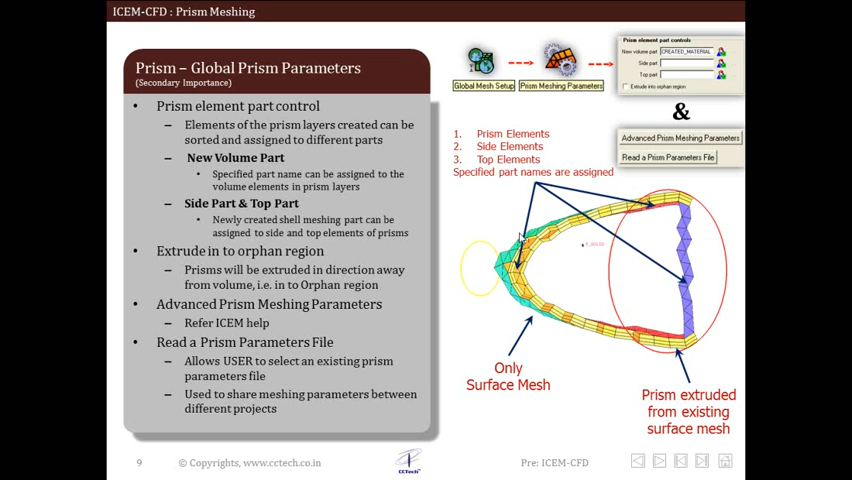 ICEM-CFD : Prism Meshing
Prism – Global Prism Parameters
(Secondary Importance)
• Prism element part control
– Elements of the prism layers created can be
sorted and assigned to different parts
– New Volume Part
• Specified part name can be assigned to the
volume elements in prism layers
– Side Part & Top Part
• Newly created shell meshing part can be
assigned to side and top elements of prisms
• Extrude in to orphan region
– Prisms will be extruded in direction away
from volume, i.e. in to Orphan region
• Advanced Prism Meshing Parameters
– Refer ICEM help
• Read a Prism Parameters File
– Allows USER to select an existing prism
parameters file
– Used to share meshing parameters between
different projects
Global Mesh Setup
Prism Meshing Parameters
Prism element part controls
New volume part CREATED_MATERIAL
Side part
Top part
Extrude into orphan region
&
Advanced Prism Meshing Parameters
Read a Prism Parameters File
1. Prism Elements
2. Side Elements
3. Top Elements
Specified part names are assigned
Only
Surface Mesh
Prism extruded
from existing
surface mesh
9
© Copyrights, www.cctech.co.in
CCTech
Pre: ICEM-CFD